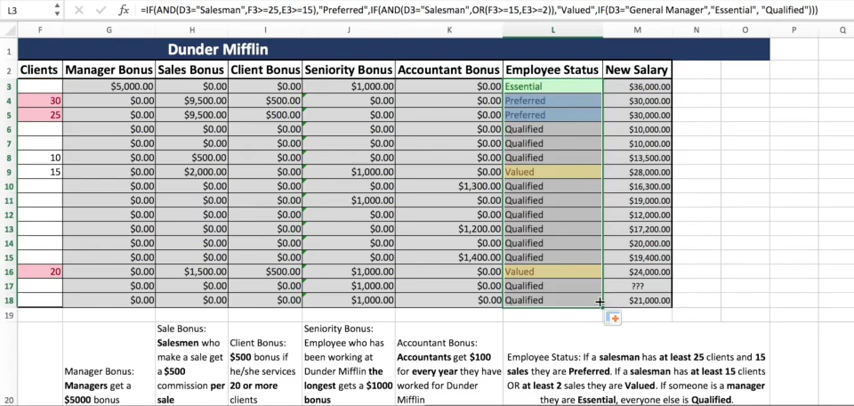 L3 fx =IF(AND(D3="Salesman",F3>=25,E3>=15),"Preferred",IF(AND(D3="Salesman",OR(F3>=15,E3>=2)),"Valued",IF(D3="General Manager","Essential", "Qualified")))
F G H I J K L M N O P Q
1 Dunder Mifflin
2 Clients Manager Bonus Sales Bonus Client Bonus Seniority Bonus Accountant Bonus Employee Status New Salary
3 $5,000.00 $0.00 $0.00 $1,000.00 $0.00 Essential $36,000.00
4 30 $0.00 $9,500.00 $500.00 $0.00 $0.00 Preferred $30,000.00
5 25 $0.00 $9,500.00 $500.00 $0.00 $0.00 Preferred $30,000.00
6 $0.00 $0.00 $0.00 $0.00 $0.00 Qualified $10,000.00
7 $0.00 $0.00 $0.00 $0.00 $0.00 Qualified $10,000.00
8 10 $0.00 $500.00 $0.00 $0.00 $0.00 Qualified $13,500.00
9 15 $0.00 $2,000.00 $0.00 $1,000.00 $0.00 Valued $28,000.00
10 $0.00 $0.00 $0.00 $0.00 $1,300.00 Qualified $16,300.00
11 $0.00 $0.00 $0.00 $1,000.00 $0.00 Qualified $19,000.00
12 $0.00 $0.00 $0.00 $0.00 $0.00 Qualified $12,000.00
13 $0.00 $0.00 $0.00 $0.00 $1,200.00 Qualified $17,200.00
14 $0.00 $0.00 $0.00 $0.00 $0.00 Qualified $20,000.00
15 $0.00 $0.00 $0.00 $0.00 $1,400.00 Qualified $19,400.00
16 20 $0.00 $1,500.00 $500.00 $1,000.00 $0.00 Valued $24,000.00
17 $0.00 $0.00 $0.00 $1,000.00 $0.00 Qualified ???
18 $0.00 $0.00 $0.00 $1,000.00 $0.00 Qualified $21,000.00
19
20
Manager Bonus:
Managers get a
$5000 bonus
Sale Bonus:
Salesmen who
make a sale get
a $500
commission per
sale
Client Bonus:
$500 bonus if
he/she services
20 or more
clients
Seniority Bonus:
Employee who has
been working at
Dunder Mifflin the
longest gets a $1000
bonus
Accountant Bonus:
Accountants get $100
for every year they have
worked for Dunder
Mifflin
Employee Status: If a salesman has at least 25 clients and 15
sales they are Preferred. If a salesman has at least 15 clients
OR at least 2 sales they are Valued. If someone is a manager
they are Essential, everyone else is Qualified.